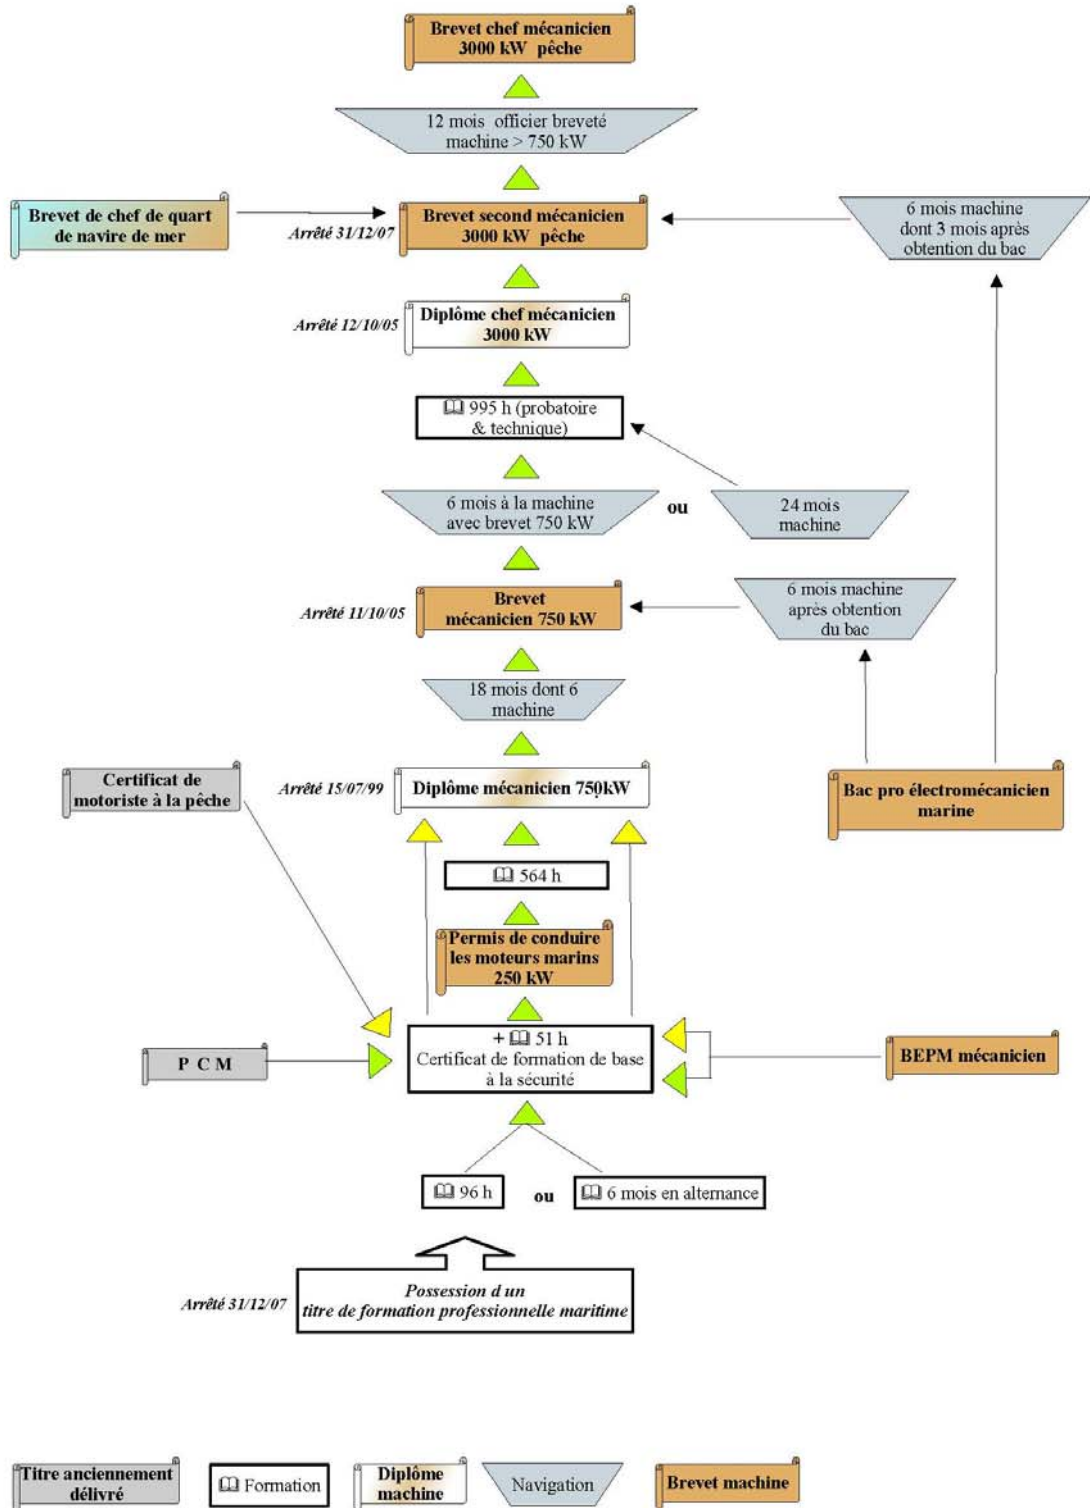 Brevet chef mécanicien
3000 kW pêche
12 mois officier breveté
machine > 750 kW
Brevet de chef de quart
de navire de mer
Arrêté 31/12/07
Brevet second mécanicien
3000 kW pêche
6 mois machine
dont 3 mois après
obtention du bac
Arrêté 12/10/05
Diplôme chef mécanicien
3000 kW
995 h (probatoire
& technique)
6 mois à la machine
avec brevet 750 kW
ou
24 mois
machine
Arrêté 11/10/05
Brevet
mécanicien 750 kW
6 mois machine
après obtention
du bac
18 mois dont 6
machine
Certificat de
motoriste à la pêche
Arrêté 15/07/99
Diplôme mécanicien 750kW
Bac pro électromécanicien
marine
564 h
Permis de conduire
les moteurs marins
250 kW
P C M
+ 51 h
Certificat de formation de base
à la sécurité
BEPM mécanicien
96 h
ou
6 mois en alternance
Arrêté 31/12/07
Possession d un
titre de formation professionnelle maritime
Titre anciennement
délivré
Formation
Diplôme
machine
Navigation
Brevet machine